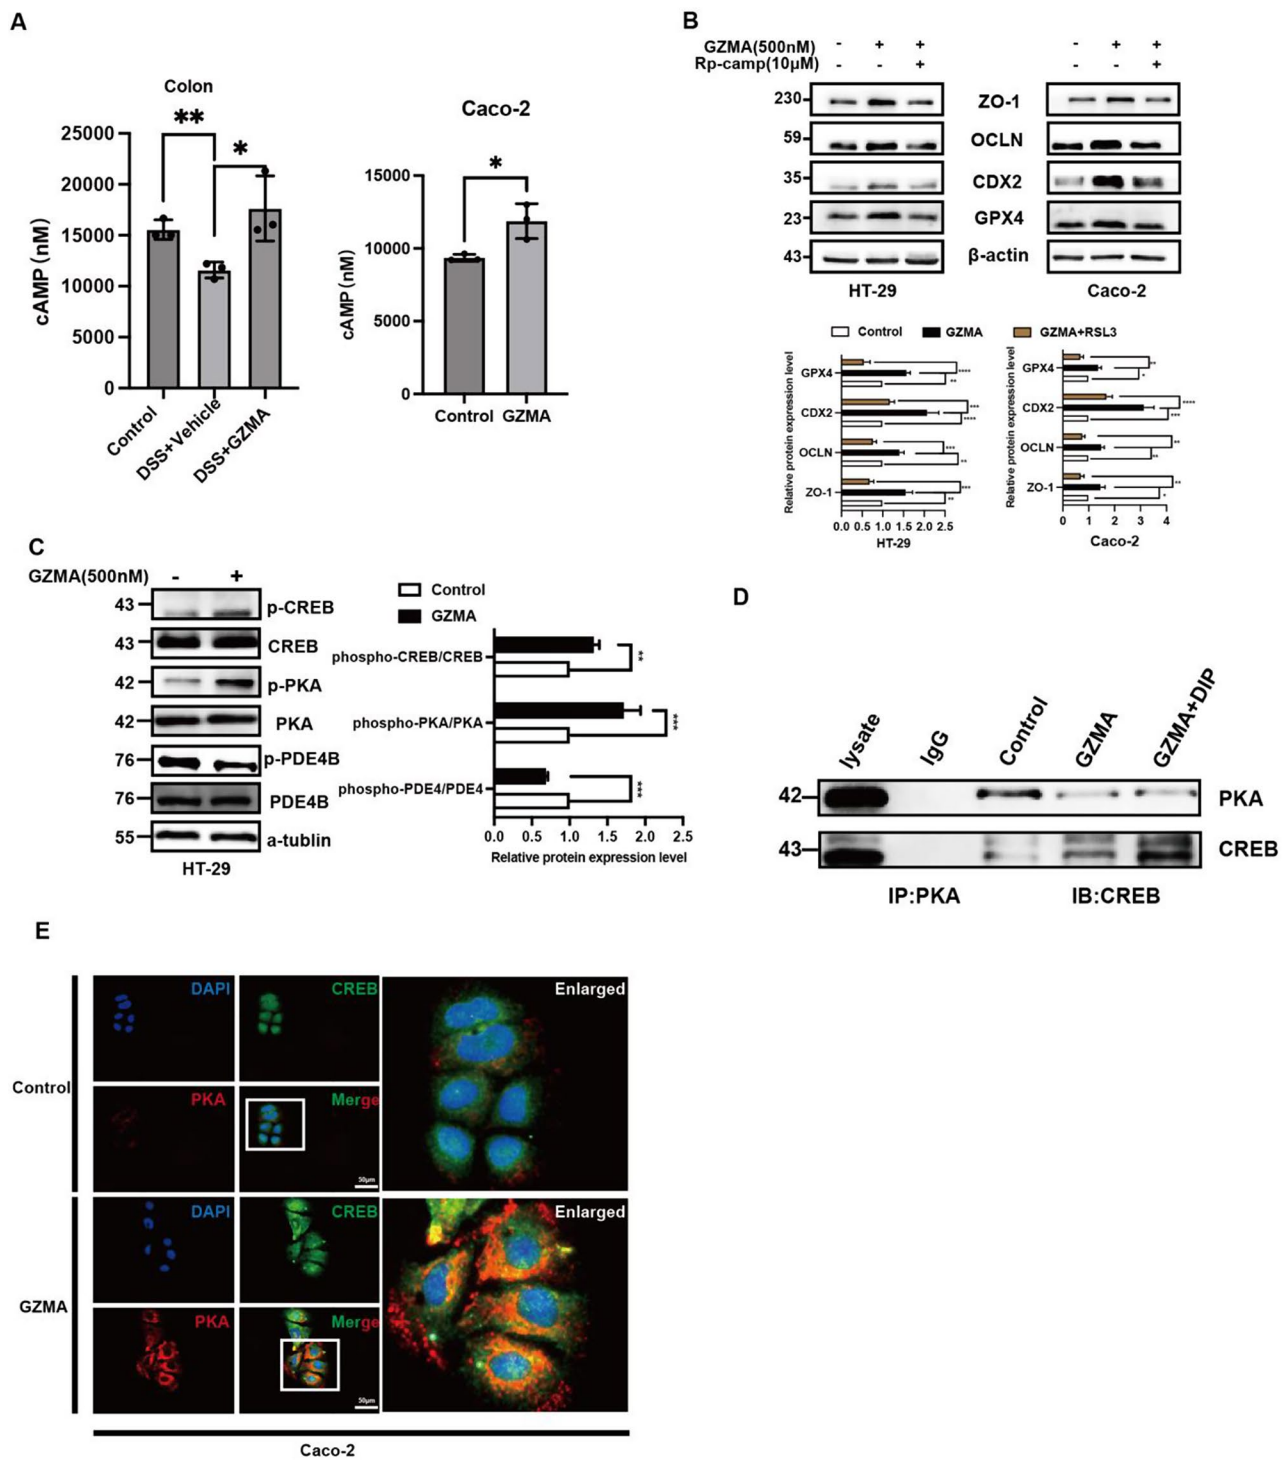 A
Colon
**
*
25000
20000
15000
10000
5000
0
cAMP (nM)
Control
DSS+Vehicle
DSS+GZMA
Caco-2
*
15000
10000
5000
0
cAMP (nM)
Control GZMA
B
GZMA(500nM) - + +
- + +
Rp-camp(10μM) - - +
- - +
230 ZO-1
59 OCLN
35 CDX2
23 GPX4
43 β-actin
HT-29 Caco-2
Control GZMA GZMA+RSL3
Relative protein expression level
GPX4
****
**
CDX2
***
****
OCLN
***
**
ZO-1
***
**
0.0 0.5 1.0 1.5 2.0 2.5
HT-29
Relative protein expression level
GPX4
**
*
CDX2
****
***
OCLN
**
**
ZO-1
**
*
0 1 2 3 4
Caco-2
C
GZMA(500nM) - +
43 p-CREB
43 CREB
42 p-PKA
42 PKA
76 p-PDE4B
76 PDE4B
55 a-tublin
HT-29
Control
GZMA
phospho-CREB/CREB
**
phospho-PKA/PKA
***
phospho-PDE4/PDE4
***
0.0 0.5 1.0 1.5 2.0 2.5
Relative protein expression level
D
lysate
IgG
Control
GZMA
GZMA+DIP
42 PKA
43 CREB
IP:PKA IB:CREB
E
Control
DAPI CREB Enlarged
PKA Merge
50μm
GZMA
DAPI CREB Enlarged
PKA Merge
50μm
Caco-2